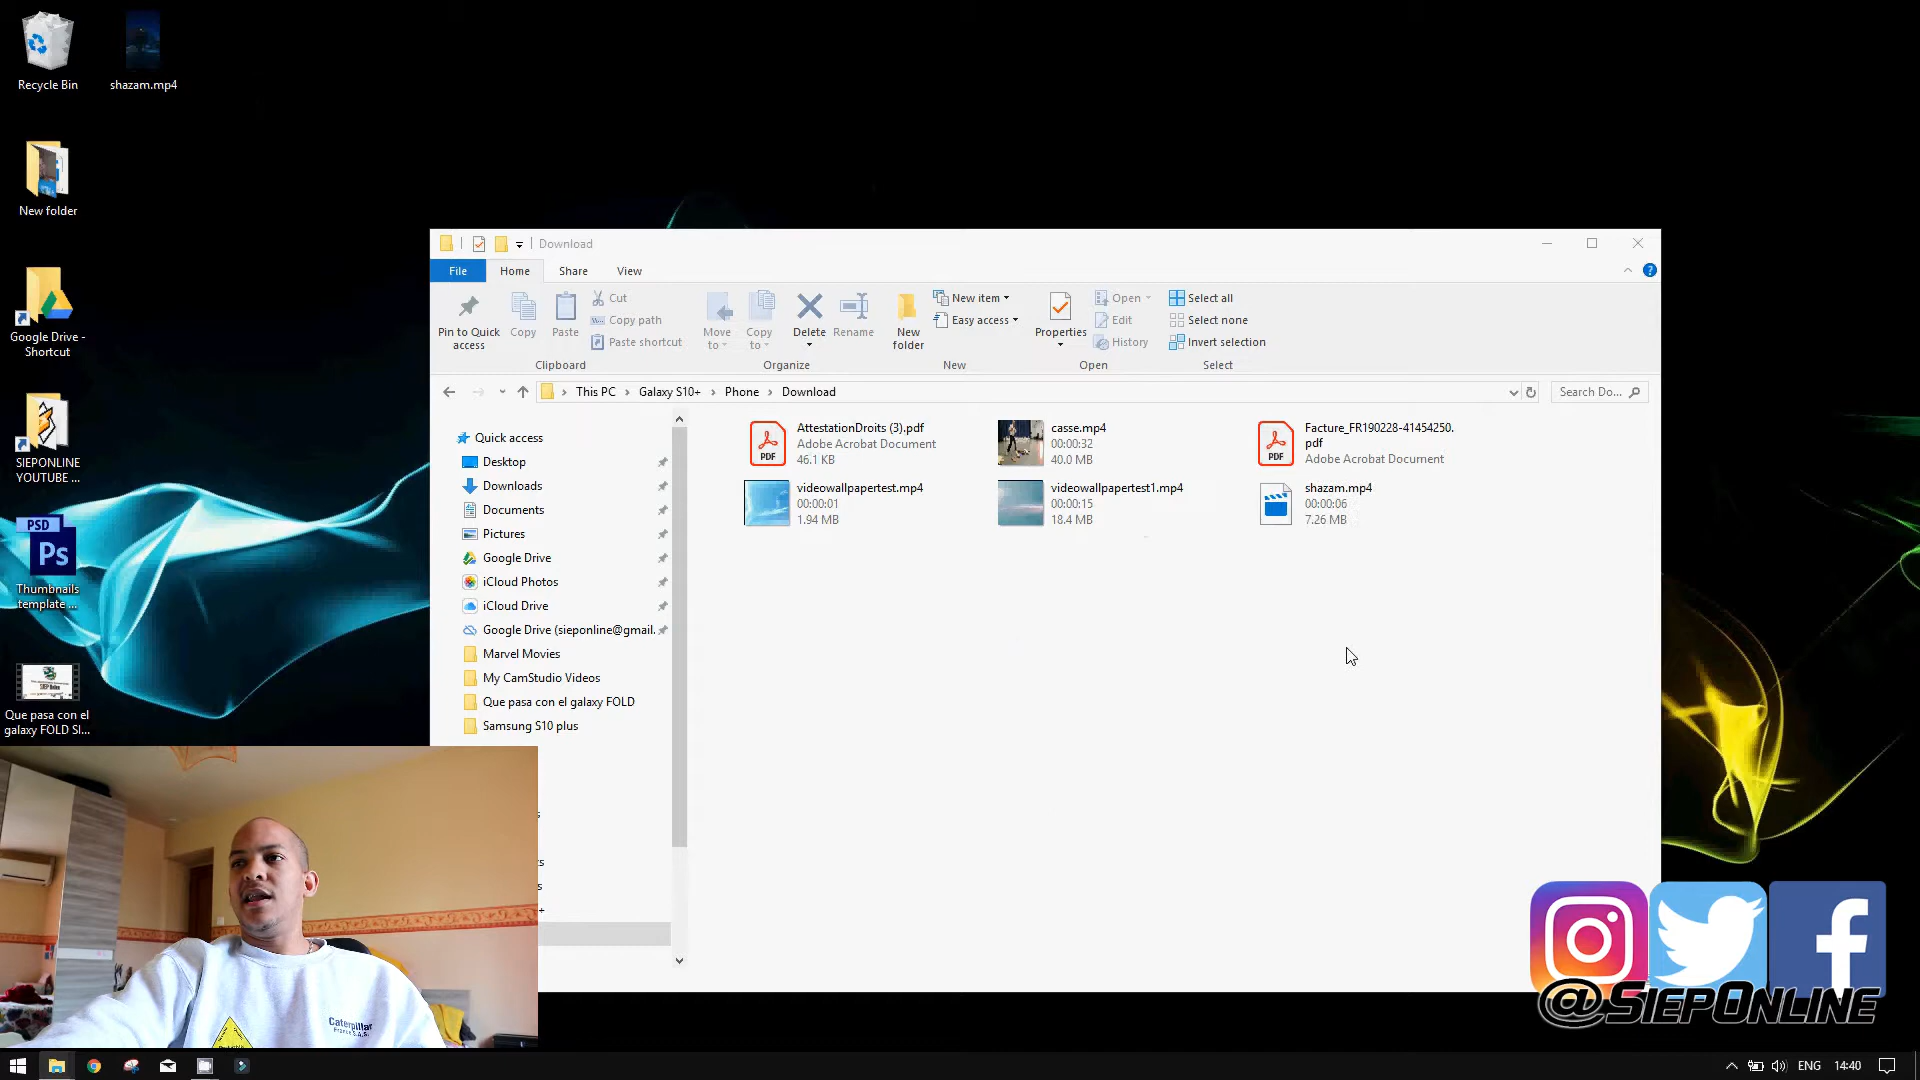 Recycle Bin
shazam.mp4
New folder
Google Drive -
Shortcut
SIEPONLINE
YOUTUBE ...
PSD
Ps
Thumbnails
template ...
Que pasa con el
galaxy FOLD SI...
Download
File
Home
Share
View
Pin to Quick
access
Copy
Paste
Cut
Copy path
Paste shortcut
Clipboard
Move
to
Copy
to
Delete
Rename
Organize
New
folder
New item
Easy access
New
Properties
Open
Edit
History
Open
Select all
Select none
Invert selection
Select
This PC
Galaxy S10+
Phone
Download
Search Do...
Quick access
Desktop
Downloads
Documents
Pictures
Google Drive
iCloud Photos
iCloud Drive
Google Drive (sieponline@gmail.
Marvel Movies
My CamStudio Videos
Que pasa con el galaxy FOLD
Samsung S10 plus
PDF
AttestationDroits (3).pdf
Adobe Acrobat Document
46.1 KB
casse.mp4
00:00:32
40.0 MB
PDF
Facture_FR190228-41454250.
pdf
Adobe Acrobat Document
videowallpapertest.mp4
00:00:01
1.94 MB
videowallpapertest1.mp4
00:00:15
18.4 MB
shazam.mp4
00:00:06
7.26 MB
Caterpillar
France S.A.S.
@SIEPONLINE
ENG
14:40